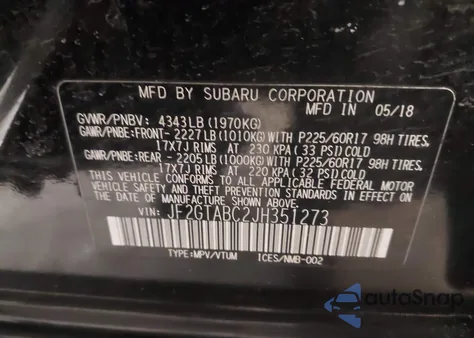 MFD BY SUBARU CORPORATION
MFD IN 05/18
GVWR/PNBV: 4343LB (1970KG)
GAWR/PNBE:FRONT- 2227LB(1010KG)WITH P225/60R17 98H TIRES,
17X7J RIMS AT 230 KPA (33 PSI)COLD
GAWR/PNBE:REAR - 2205LB(1000KG)WITH P225/60R17 98H TIRES,
17X7J RIMS AT 220 KPA (32 PSI)COLD
THIS VEHICLE CONFORMS TO ALL APPLICABLE FEDERAL MOTOR
VEHICLE SAFETY AND THEFT PREVENTION STANDARDS IN EFFECT ON THE
DATE OF MANUFACTURE SHOWN ABOVE.
VIN: JF2GTABC2JH351273
TYPE:MPV/VTUM ICES/NMB-002
autoSnap